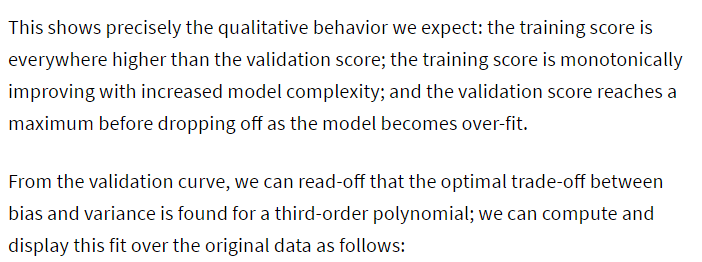 This shows precisely the qualitative behavior we expect: the training score is
everywhere higher than the validation score; the training score is monotonically
improving with increased model complexity; and the validation score reaches a
maximum before dropping off as the model becomes over-fit.
From the validation curve, we can read-off that the optimal trade-off between
bias and variance is found for a third-order polynomial; we can compute and
display this fit over the original data as follows: